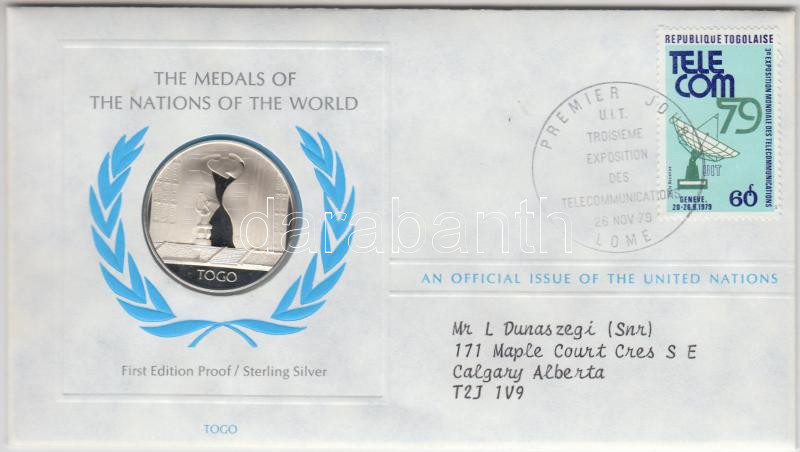 THE MEDALS OF
THE NATIONS OF THE WORLD
TOGO
First Edition Proof / Sterling Silver
TOGO
PREMIER JOUR
U.I.T.
TROISIEME
EXPOSITION
DES
TELECOMMUNICATIONS
26 NOV 79
LOME
REPUBLIQUE TOGOLAISE
TELE
COM
79
3e EXPOSITION MONDIALE DES TELECOMMUNICATIONS
UIT
GENEVE.
20-26.9.1979
60f
AN OFFICIAL ISSUE OF THE UNITED NATIONS
Mr L Dunaszegi (Snr)
171 Maple Court Cres S E
Calgary Alberta
T2J 1V9
darabanth